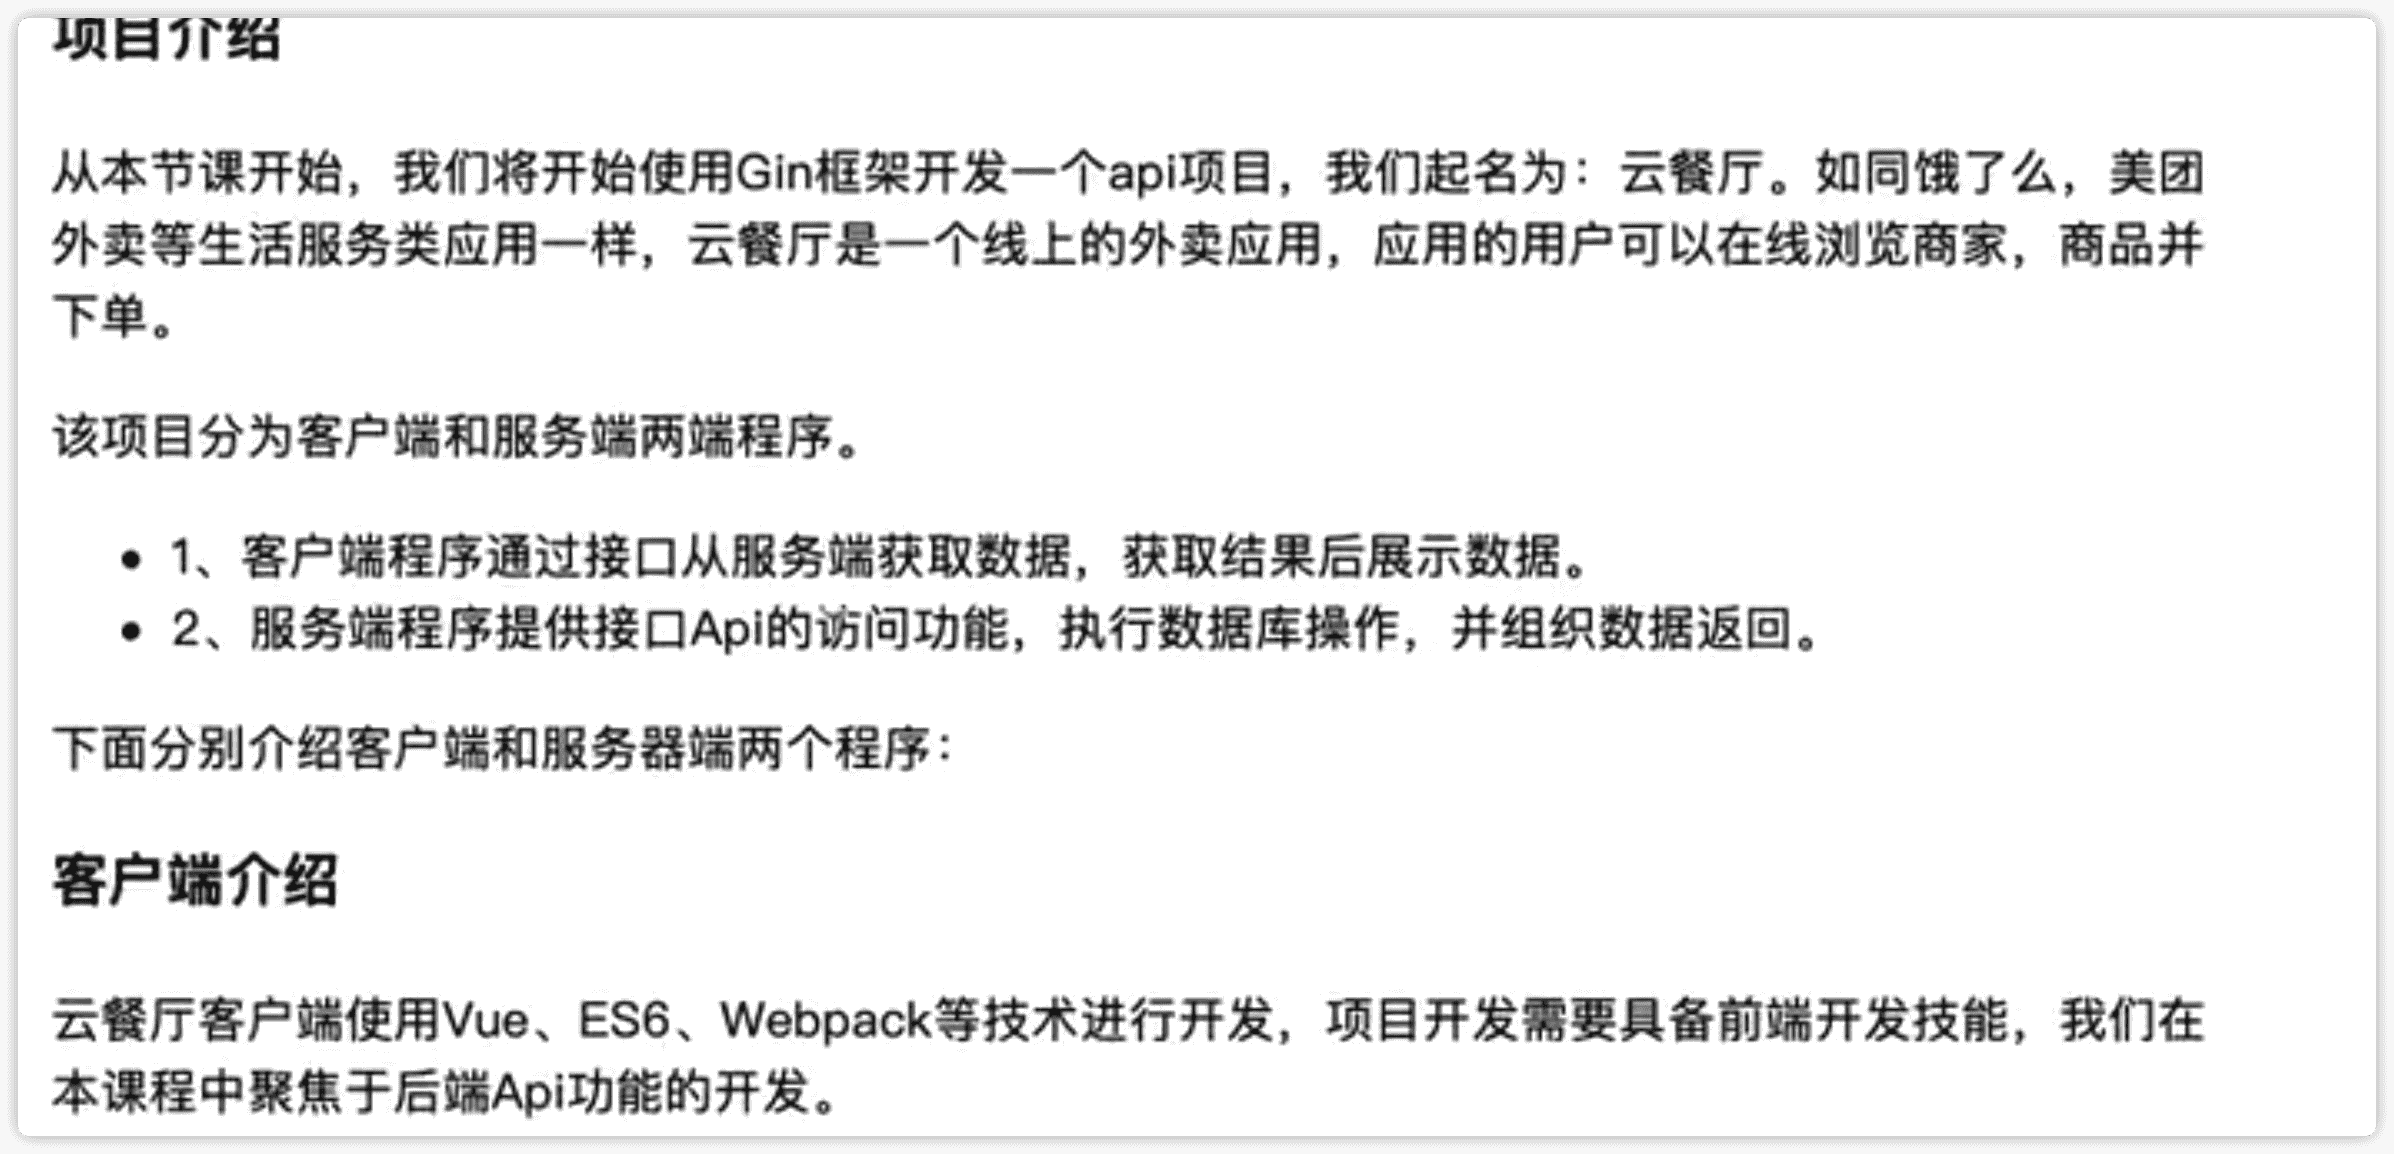 项目介绍
从本节课开始，我们将开始使用Gin框架开发一个api项目，我们起名为：云餐厅。如同饿了么，美团
外卖等生活服务类应用一样，云餐厅是一个线上的外卖应用，应用的用户可以在线浏览商家，商品并
下单。
该项目分为客户端和服务端两端程序。
• 1、客户端程序通过接口从服务端获取数据，获取结果后展示数据。
• 2、服务端程序提供接口Api的访问功能，执行数据库操作，并组织数据返回。
下面分别介绍客户端和服务器端两个程序：
客户端介绍
云餐厅客户端使用Vue、ES6、Webpack等技术进行开发，项目开发需要具备前端开发技能，我们在
本课程中聚焦于后端Api功能的开发。